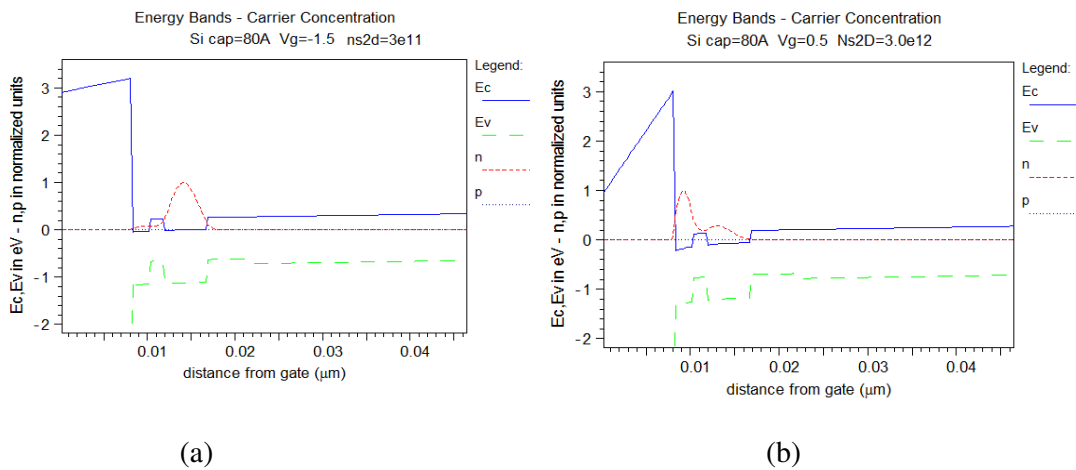 Energy Bands - Carrier Concentration
Si cap=80A Vg=-1.5 ns2d=3e11
Ec,Ev in eV - n,p in normalized units
3
2
1
0
-1
-2
0.01
0.02
0.03
0.04
distance from gate (μm)
Legend:
Ec
Ev
n
p
(a)
Energy Bands - Carrier Concentration
Si cap=80A Vg=0.5 Ns2D=3.0e12
Ec,Ev in eV - n,p in normalized units
3
2
1
0
-1
-2
0.01
0.02
0.03
0.04
distance from gate (μm)
Legend:
Ec
Ev
n
p
(b)